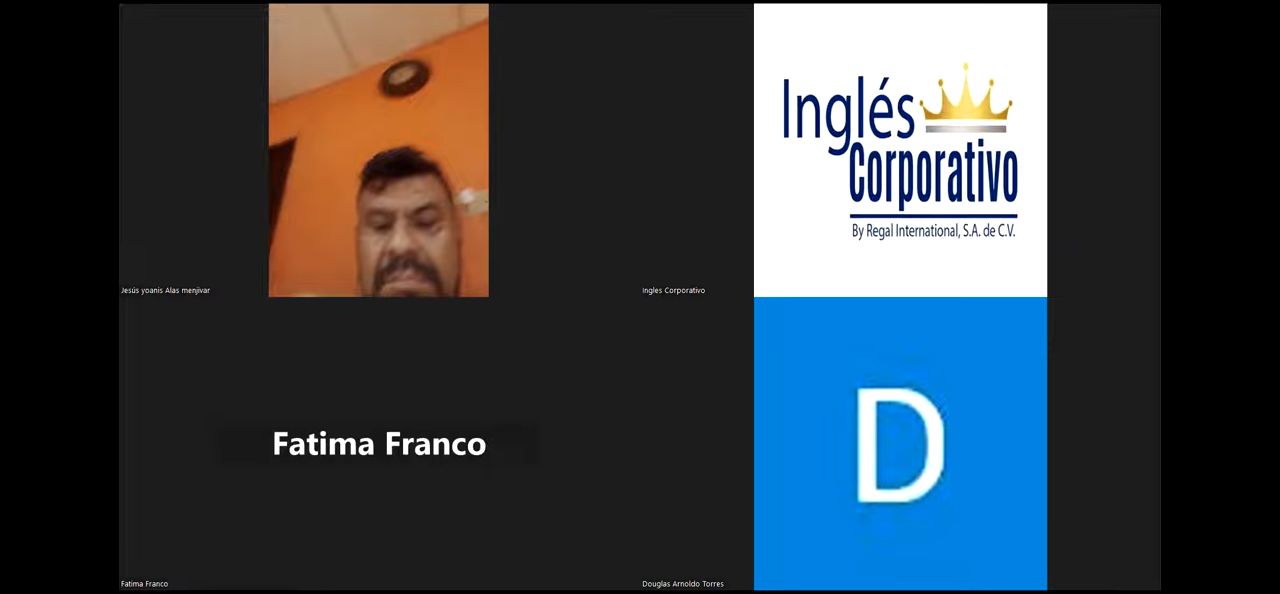 Inglés
Corporativo
By Regal International, S.A. de C.V.
Jesús yoanis Alas menjivar
Ingles Corporativo
Fatima Franco
D
Fatima Franco
Douglas Arnoldo Torres